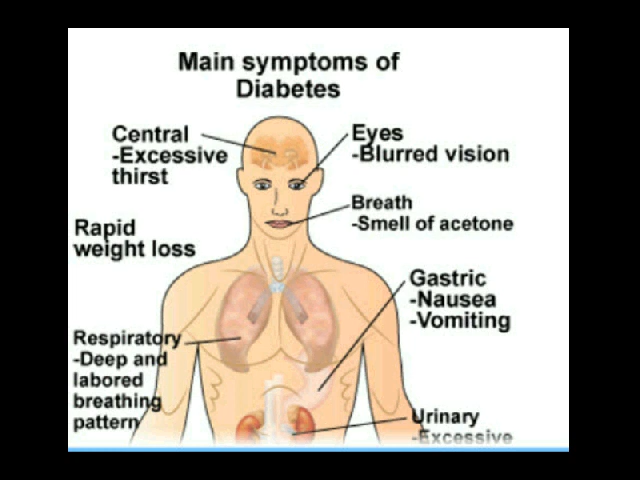 Main symptoms of
Diabetes
Central
-Excessive
thirst
Eyes
-Blurred vision
Breath
-Smell of acetone
Rapid
weight loss
Gastric
-Nausea
-Vomiting
Respiratory
-Deep and
labored
breathing
pattern
Urinary
-Excessive